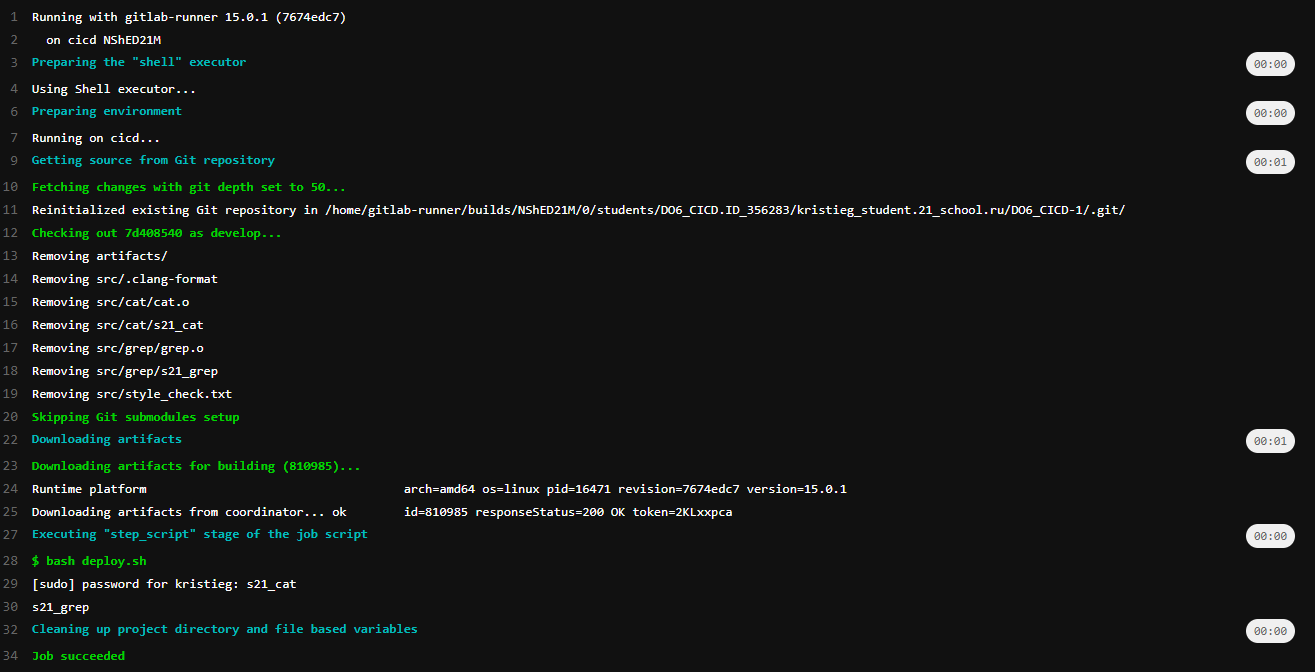 1 Running with gitlab-runner 15.0.1 (7674edc7)
2 on cicd NShED21M
3 Preparing the "shell" executor 00:00
4 Using Shell executor...
6 Preparing environment 00:00
7 Running on cicd...
9 Getting source from Git repository 00:01
10 Fetching changes with git depth set to 50...
11 Reinitialized existing Git repository in /home/gitlab-runner/builds/NShED21M/0/students/DO6_CICD.ID_356283/kristieg_student.21_school.ru/DO6_CICD-1/.git/
12 Checking out 7d408540 as develop...
13 Removing artifacts/
14 Removing src/.clang-format
15 Removing src/cat/cat.o
16 Removing src/cat/s21_cat
17 Removing src/grep/grep.o
18 Removing src/grep/s21_grep
19 Removing src/style_check.txt
20 Skipping Git submodules setup
22 Downloading artifacts 00:01
23 Downloading artifacts for building (810985)...
24 Runtime platform arch=amd64 os=linux pid=16471 revision=7674edc7 version=15.0.1
25 Downloading artifacts from coordinator... ok id=810985 responseStatus=200 OK token=2KLxxpca
27 Executing "step_script" stage of the job script 00:00
28 $ bash deploy.sh
29 [sudo] password for kristieg: s21_cat
30 s21_grep
32 Cleaning up project directory and file based variables 00:00
34 Job succeeded